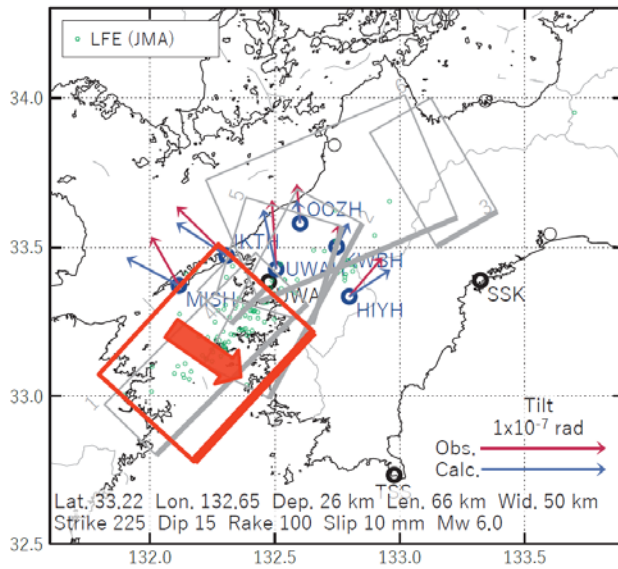 LFE (JMA)
34.0
OOZH
IKTH
33.5
UWA
KWBH
MISH
OWA
HIYH
SSK
33.0
Tilt
1x10⁻⁷ rad
Obs.
Calc.
TSS
Lat. 33.22 Lon. 132.65 Dep. 26 km Len. 66 km Wid. 50 km
Strike 225 Dip 15 Rake 100 Slip 10 mm Mw 6.0
32.5
132.0 132.5 133.0 133.5